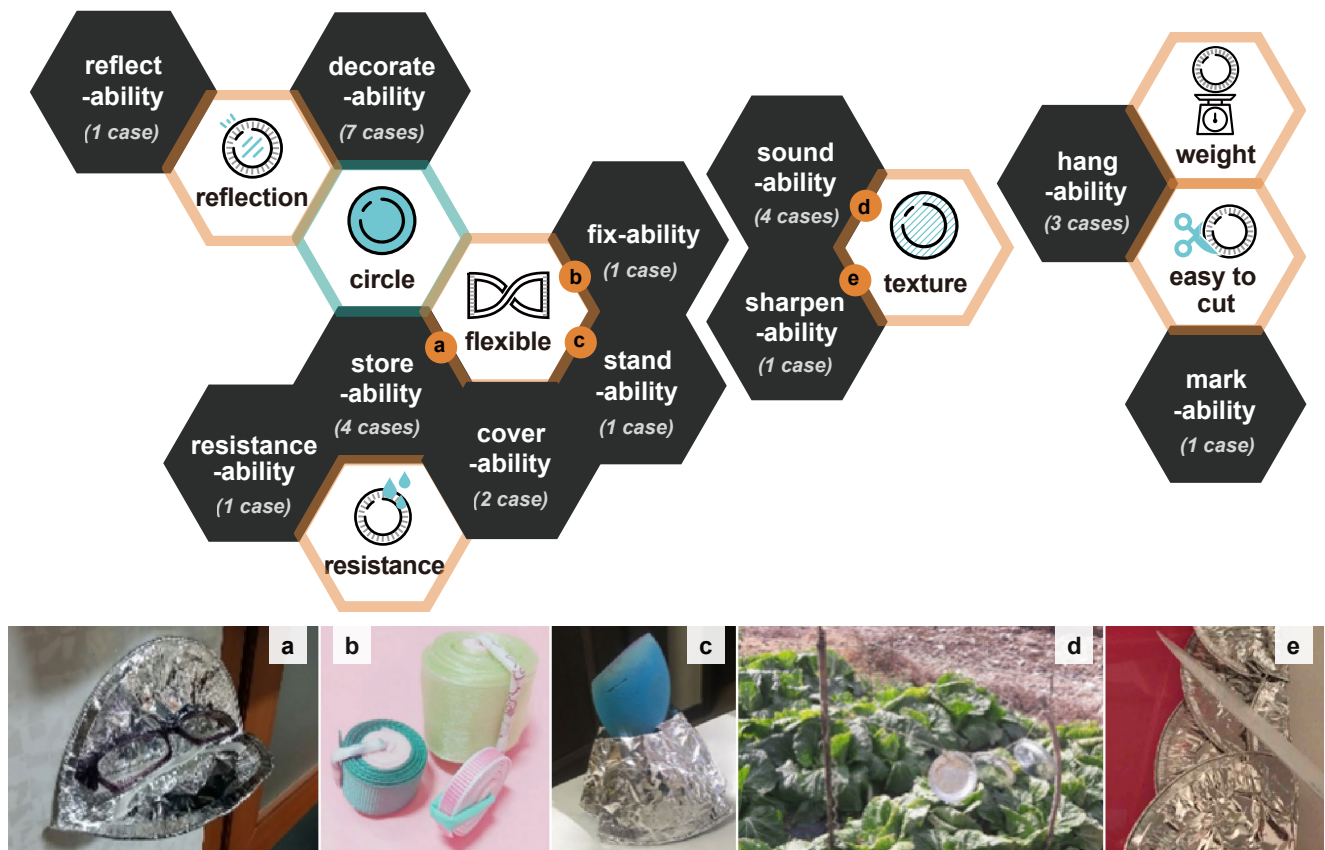 reflect
-ability
(1 case)
decorate
-ability
(7 cases)
reflection
circle
fix-ability
(1 case)
b
flexible
a
c
store
-ability
(4 cases)
stand
-ability
(1 case)
resistance
-ability
(1 case)
cover
-ability
(2 case)
resistance
sound
-ability
(4 cases)
d
texture
e
sharpen
-ability
(1 case)
weight
hang
-ability
(3 cases)
easy to
cut
mark
-ability
(1 case)
a
b
c
d
e